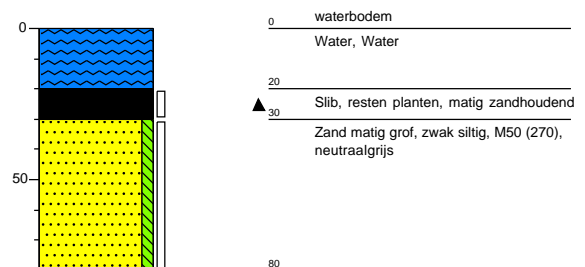 0
50
0
waterbodem
Water, Water
20
Slib, resten planten, matig zandhoudend
30
Zand matig grof, zwak siltig, M50 (270),
neutraalgrijs
80